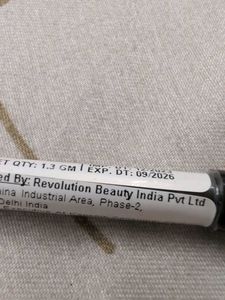 ET QTY: 1.3 GM
EXP. DT: 09/2026
ed By: Revolution Beauty India Pvt Ltd
Industrial Area, Phase-2,
Delhi India